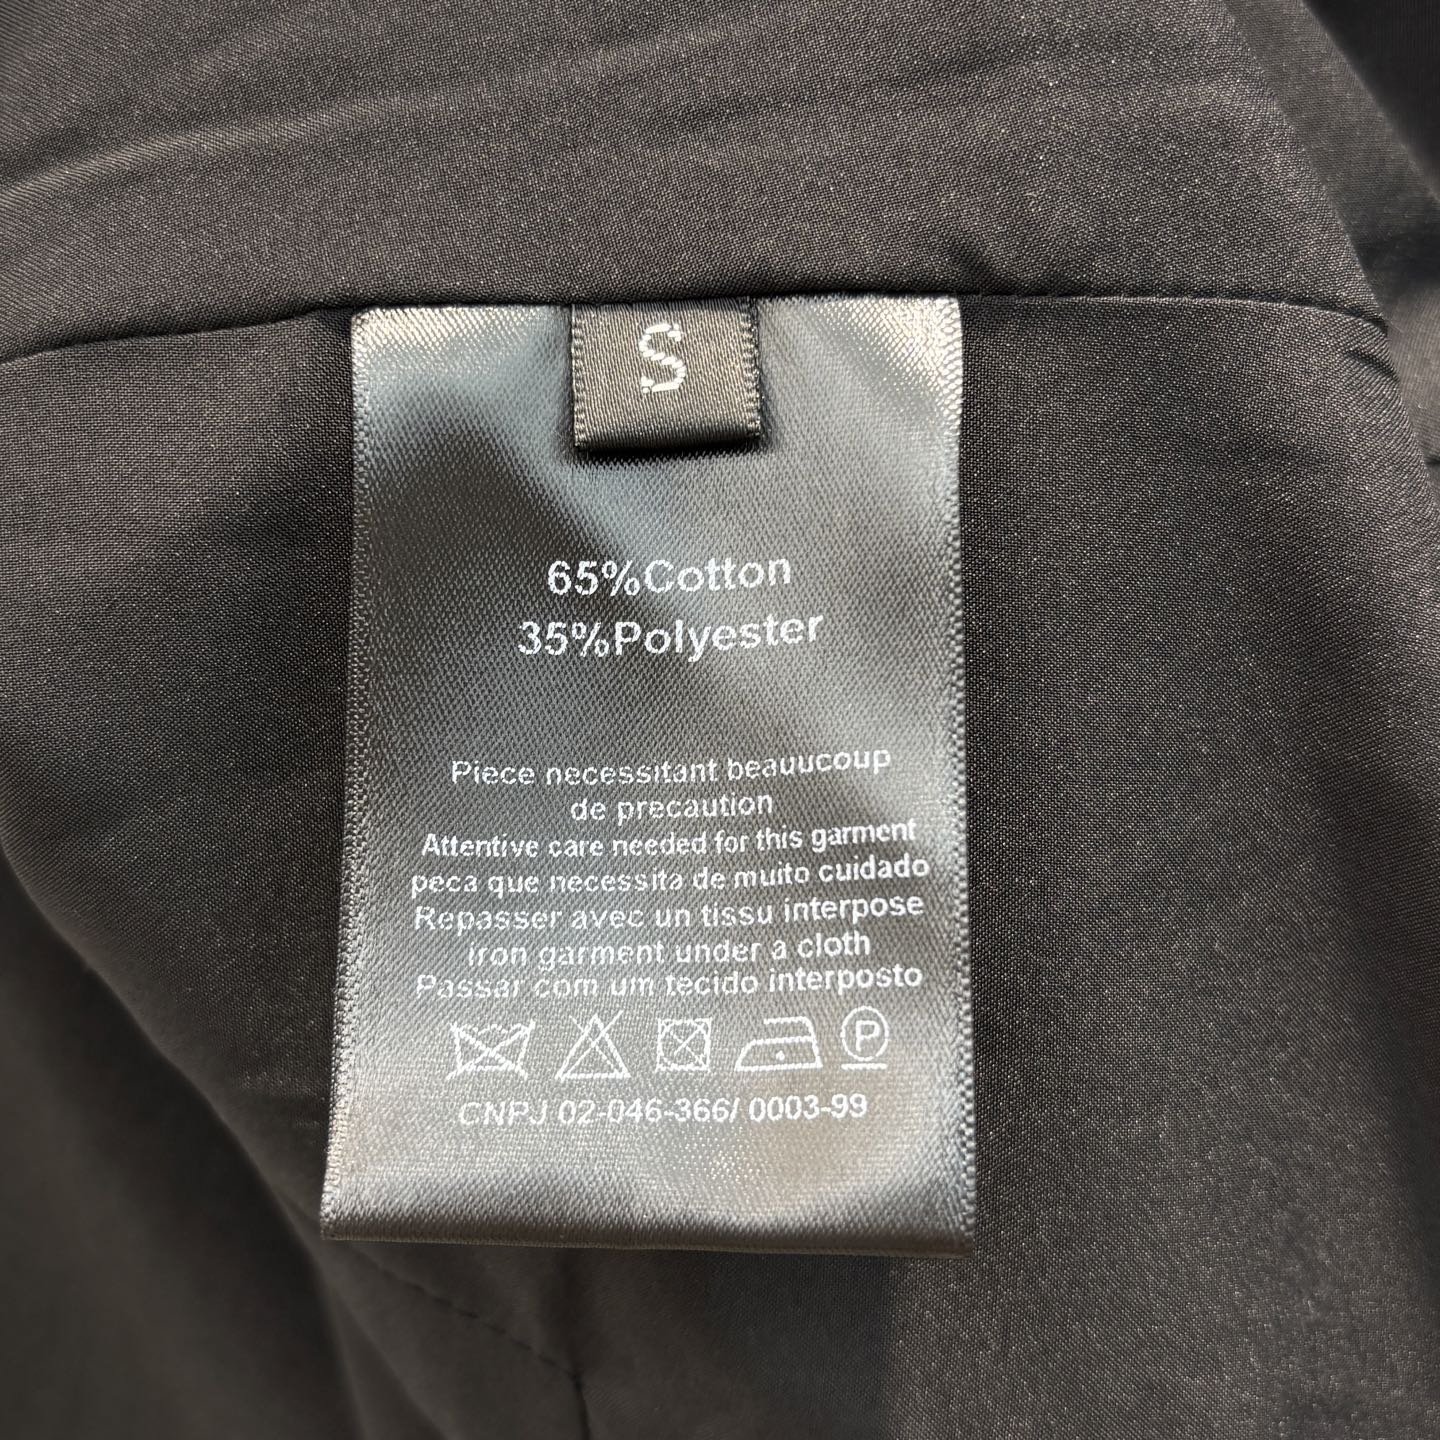 S
65%Cotton
35%Polyester
Piece necessitant beauucoup
de precaution
Attentive care needed for this garment
peca que necessita de muito cuidado
Repasser avec un tissu interpose
iron garment under a cloth
Passar com um tecido interposto
P
CNPJ 02-046-366/ 0003-99